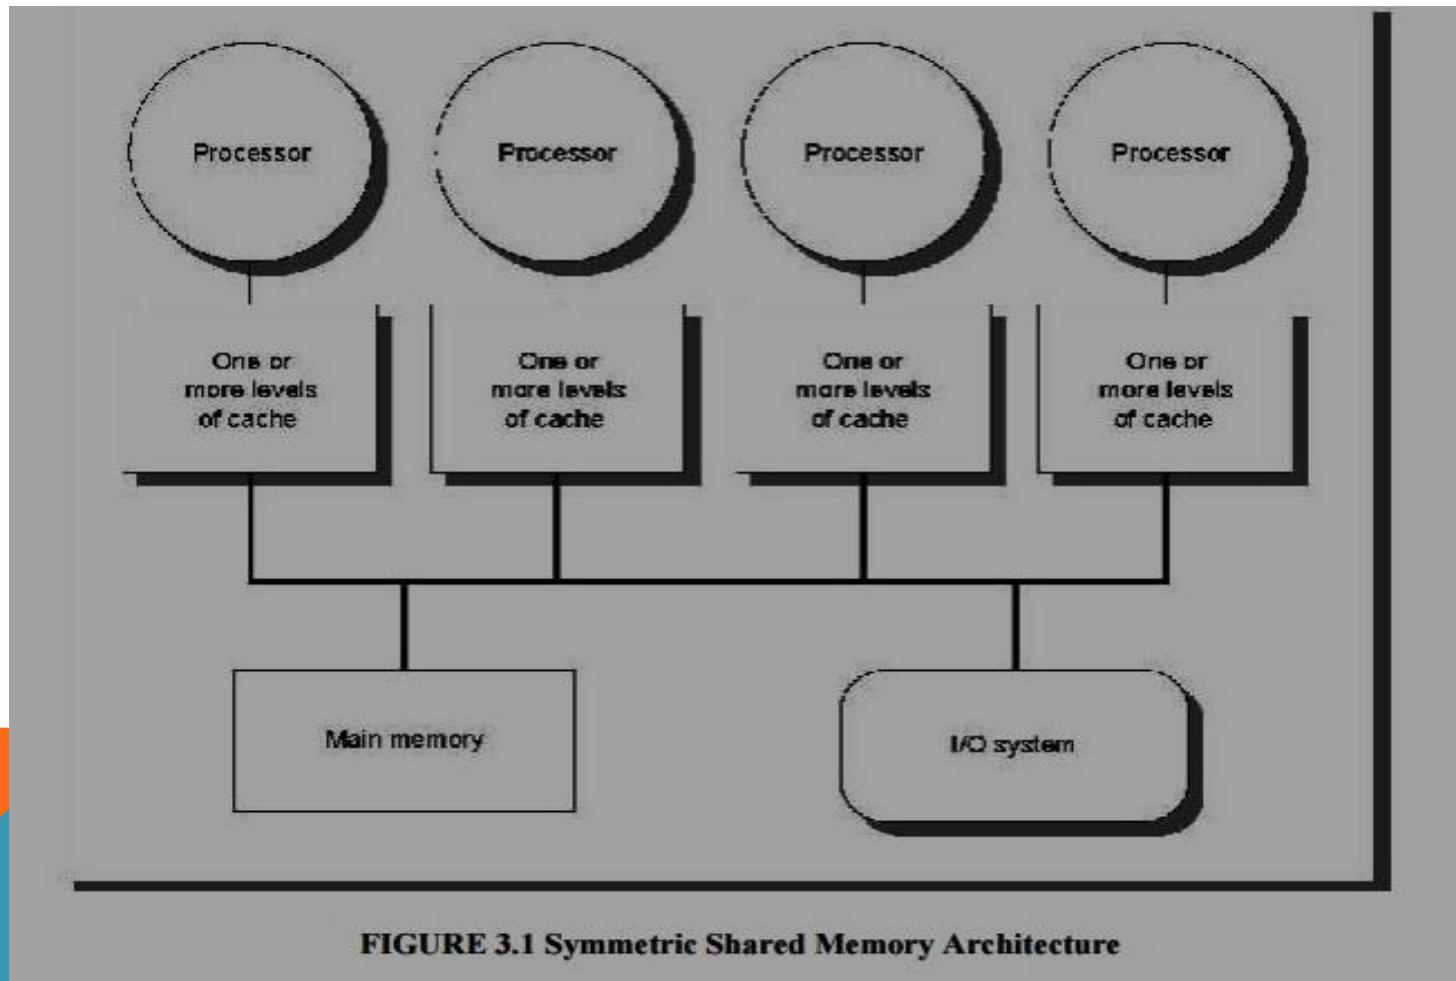 Processor
Processor
Processor
Processor
One or
more levels
of cache
One or
more levels
of cache
One or
more levels
of cache
One or
more levels
of cache
Main memory
I/O system
FIGURE 3.1 Symmetric Shared Memory Architecture